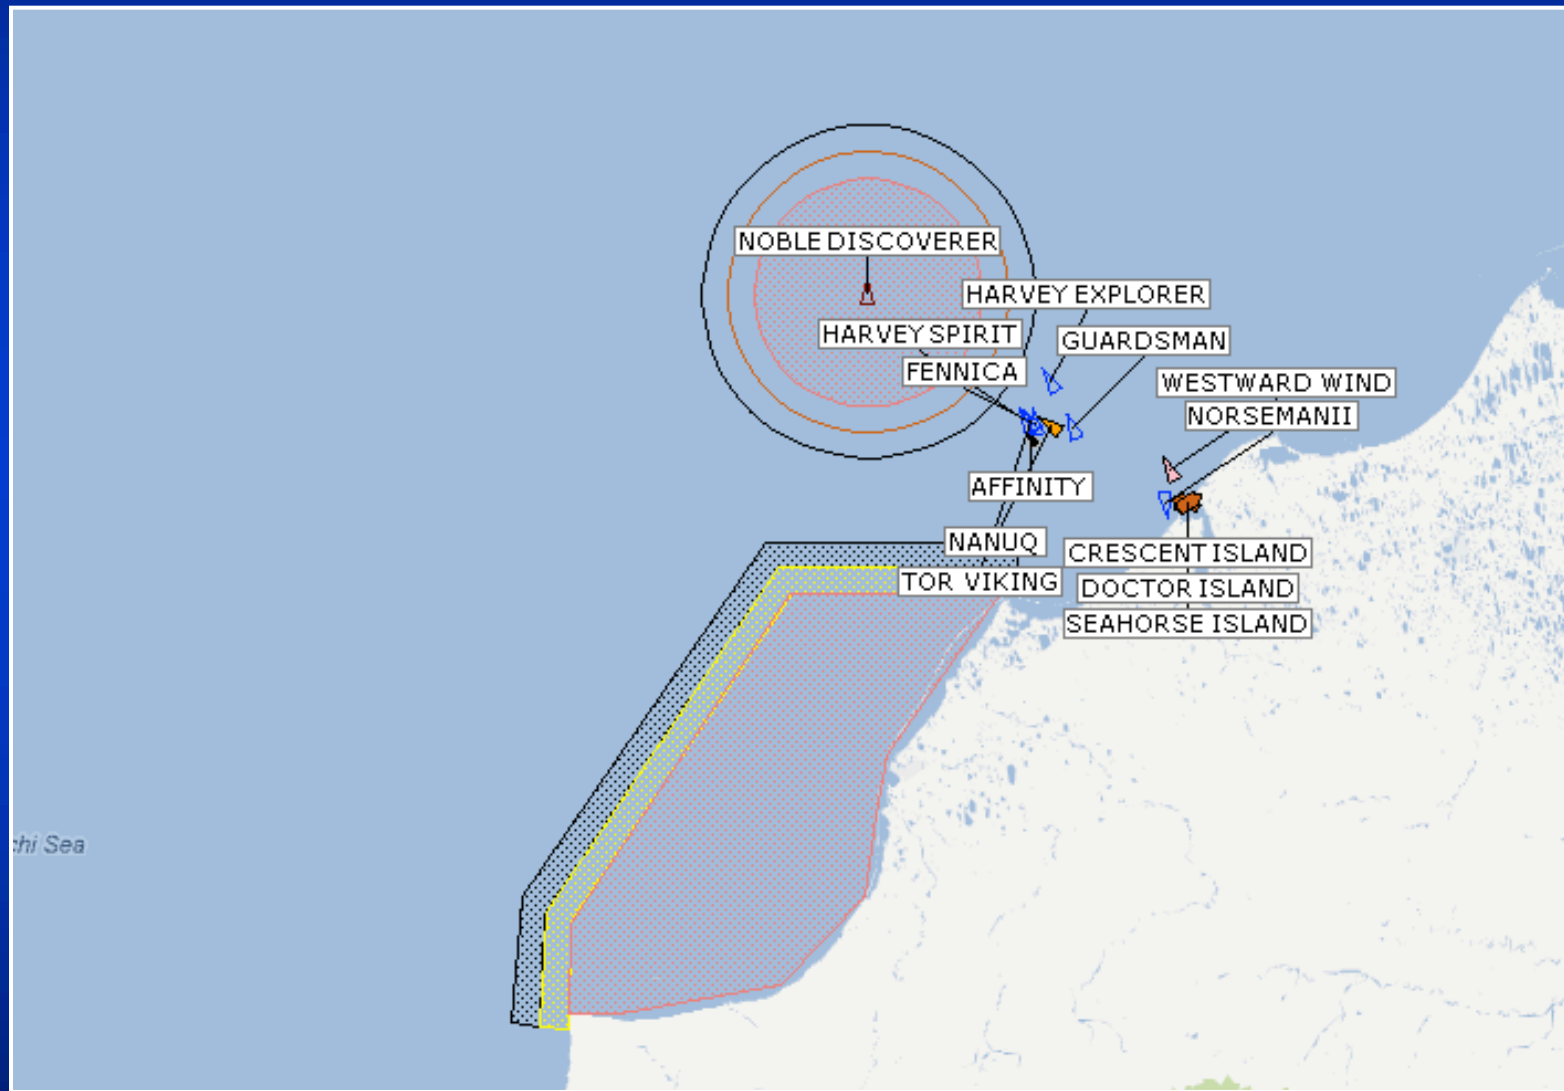 NOBLE DISCOVERER
HARVEY EXPLORER
HARVEY SPIRIT
GUARDSMAN
FENNICA
WESTWARD WIND
NORSEMANII
AFFINITY
NANUQ
CRESCENT ISLAND
TOR VIKING
DOCTOR ISLAND
SEAHORSE ISLAND
chi Sea